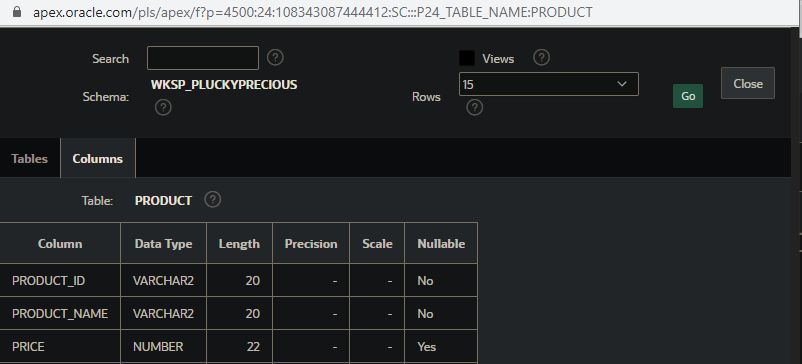 apex.oracle.com/pls/apex/f?p=4500:24:108343087444412:SC:::P24_TABLE_NAME:PRODUCT
Search ? Views ?
Schema: WKSP_PLUCKYPRECIOUS Rows 15 Go Close
? ?
Tables Columns
Table: PRODUCT ?
Column Data Type Length Precision Scale Nullable
PRODUCT_ID VARCHAR2 20 - - No
PRODUCT_NAME VARCHAR2 20 - - No
PRICE NUMBER 22 - - Yes